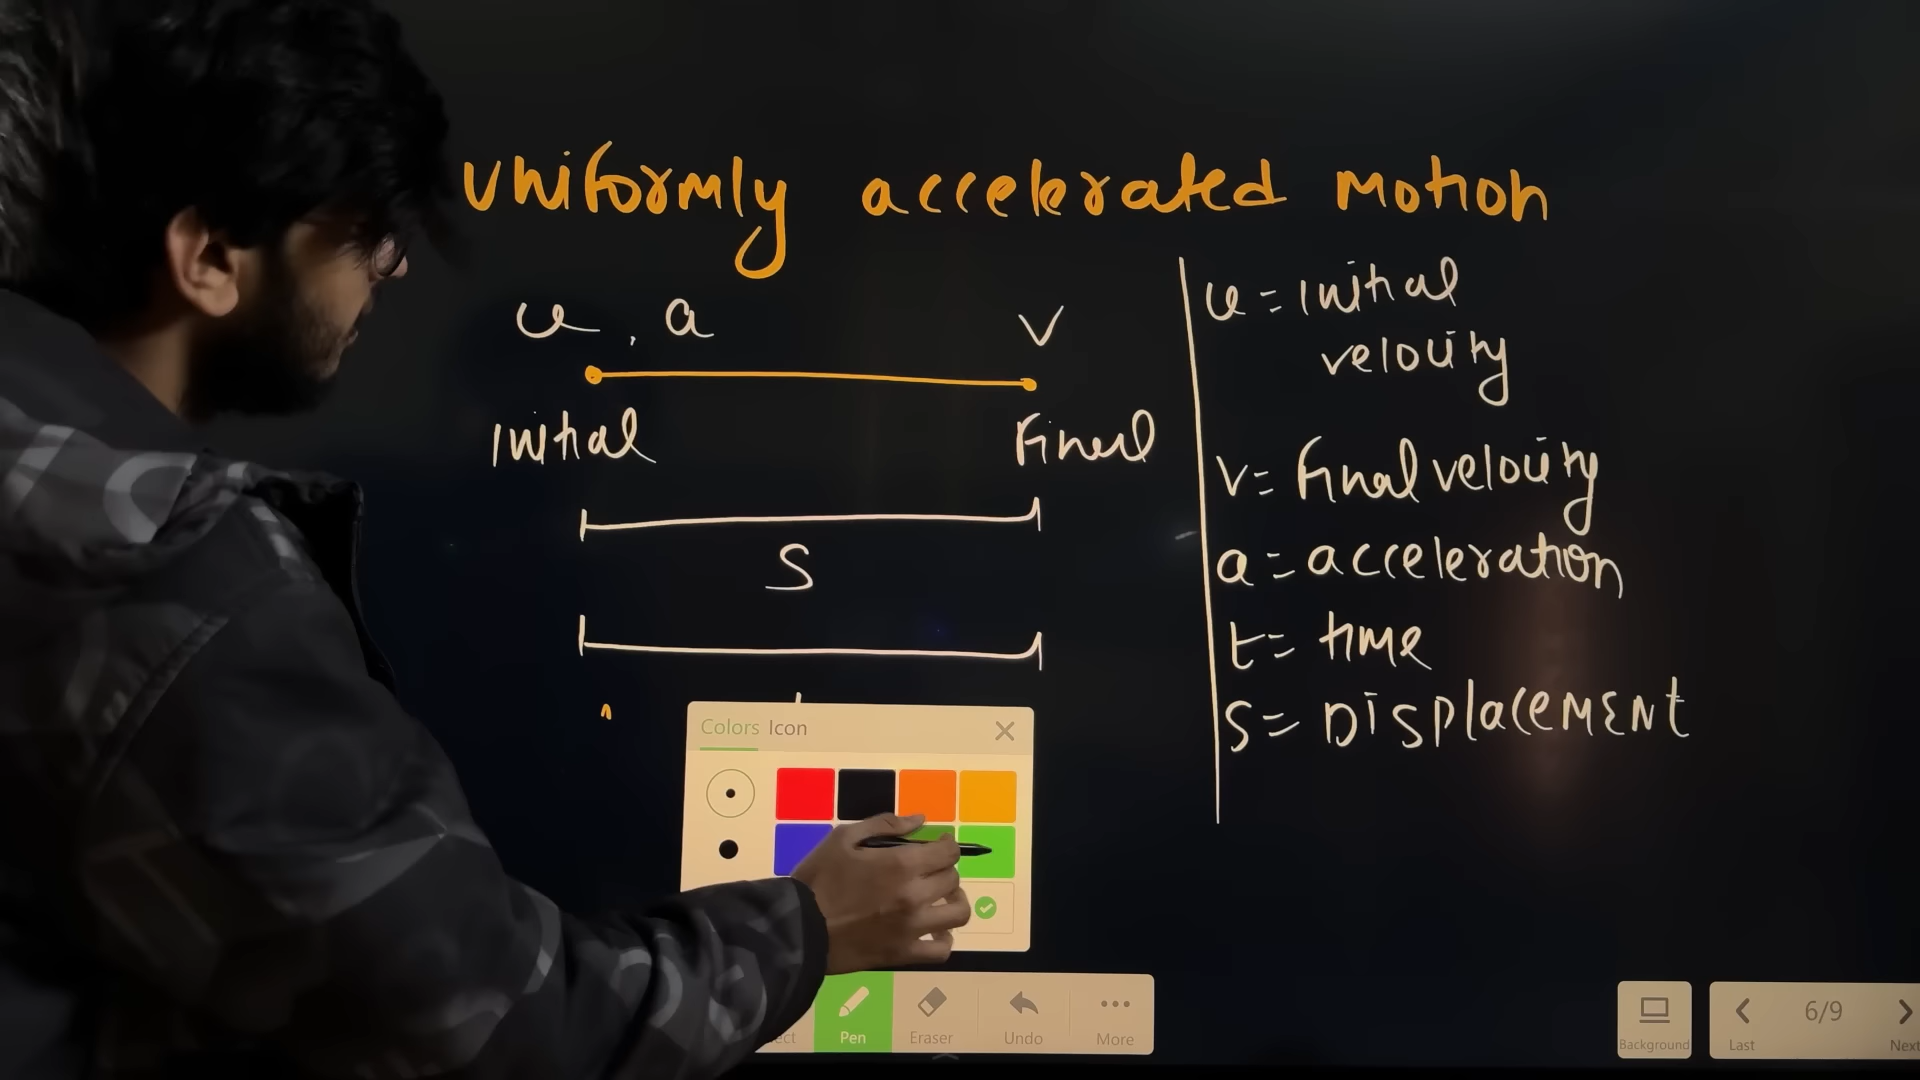 Uniformly accelerated motion
u, a
v
Initial
Final
S
u = initial
velocity
v = final velocity
a = acceleration
t = time
S = DISPlaceMENt
Colors Icon
Pen
Eraser
Undo
More
Background
Last
6/9
Next